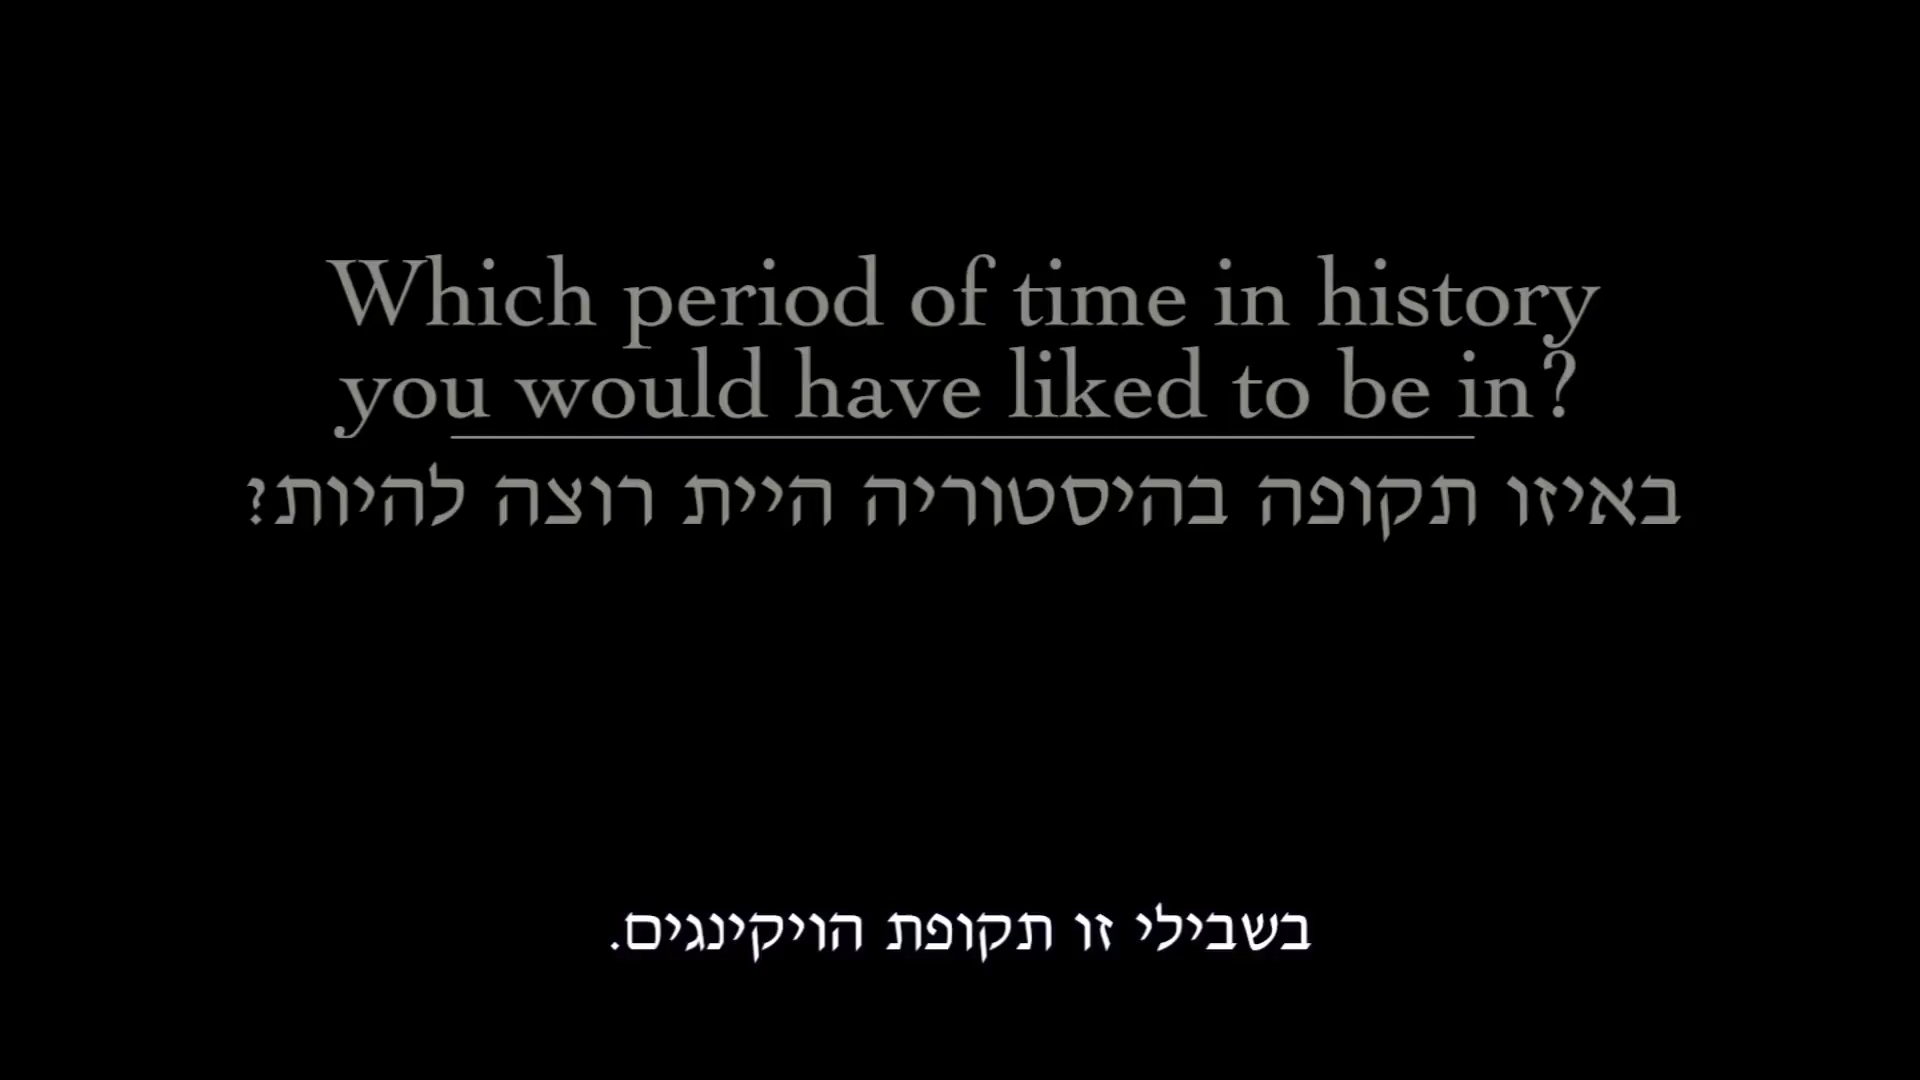 Which period of time in history
you would have liked to be in?
באיזו תקופה בהיסטוריה היית רוצה להיות?
בשבילי זו תקופת הויקינגים.